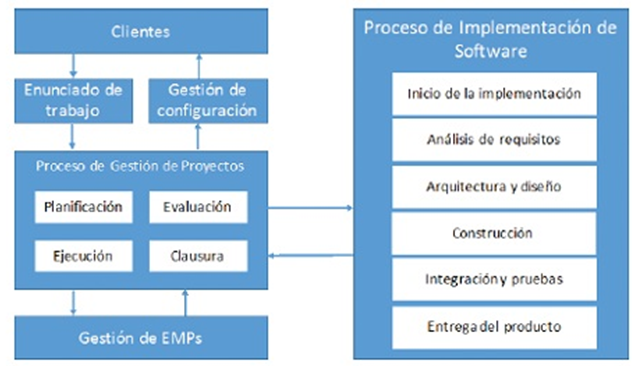 Clientes
Enunciado de
trabajo
Gestión de
configuración
Proceso de Gestión de Proyectos
Planificación
Evaluación
Ejecución
Clausura
Gestión de EMPs
Proceso de Implementación de
Software
Inicio de la implementación
Análisis de requisitos
Arquitectura y diseño
Construcción
Integración y pruebas
Entrega del producto